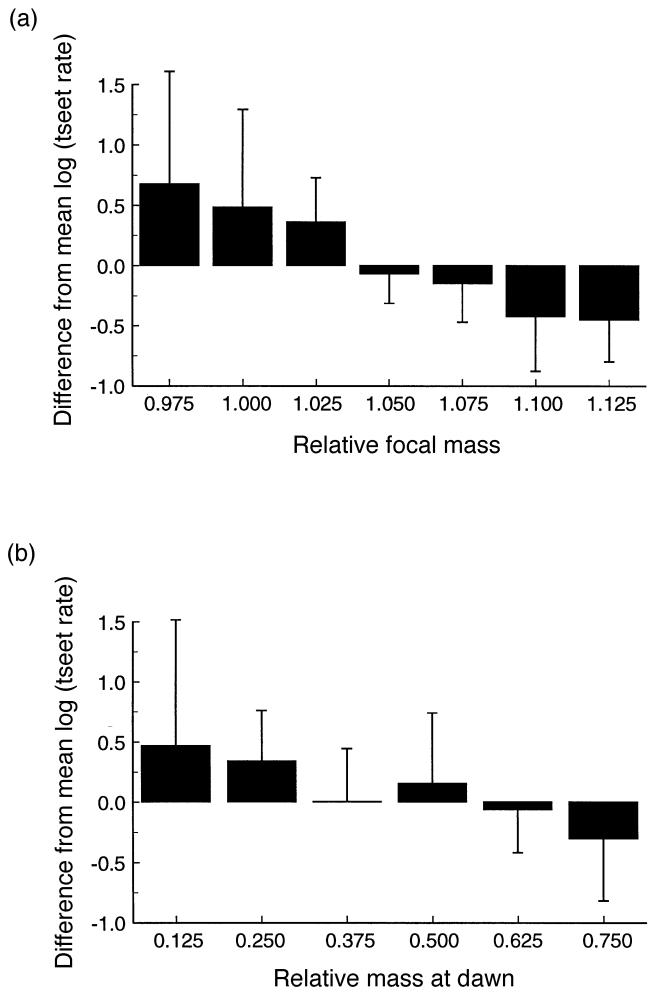 (a)
Difference from mean log (tseet rate)
1.5
1.0
0.5
0.0
-0.5
-1.0
0.975 1.000 1.025 1.050 1.075 1.100 1.125
Relative focal mass
(b)
Difference from mean log (tseet rate)
1.5
1.0
0.5
0.0
-0.5
-1.0
0.125 0.250 0.375 0.500 0.625 0.750
Relative mass at dawn